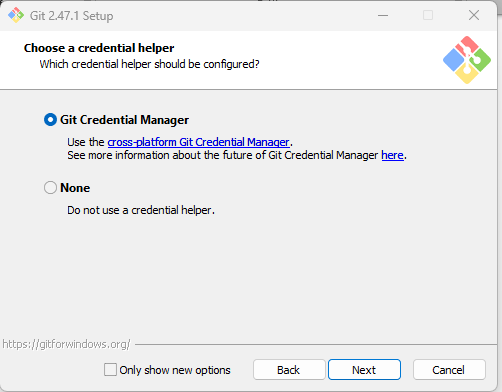 Git 2.47.1 Setup
Choose a credential helper
Which credential helper should be configured?
Git Credential Manager
Use the cross-platform Git Credential Manager.
See more information about the future of Git Credential Manager here.
None
Do not use a credential helper.
https://gitforwindows.org/
Only show new options
Back
Next
Cancel